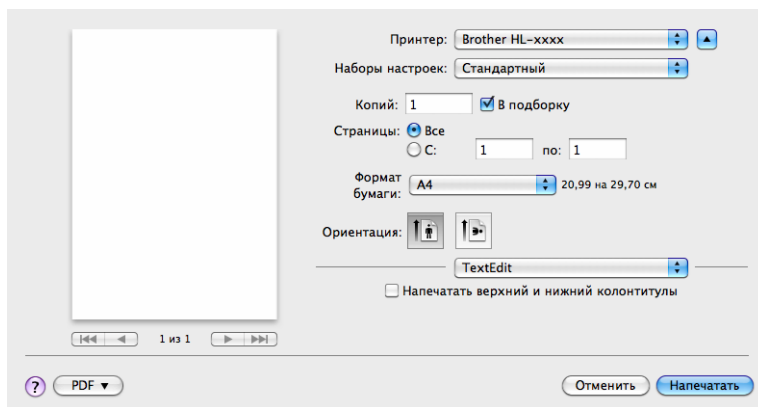 Принтер: Brother HL-xxxx
Наборы настроек: Стандартный
Копий: 1 В подборку
Страницы: Все
С: 1 по: 1
Формат бумаги: A4 20,99 на 29,70 см
Ориентация:
TextEdit
Напечатать верхний и нижний колонтитулы
1 из 1
? PDF Отменить Напечатать